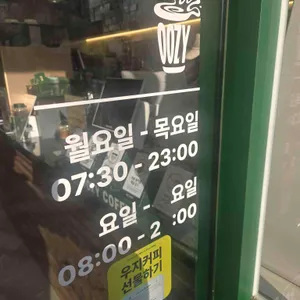 OOZY
월요일 - 목요일
07:30 - 23:00
요일 - 요일
08:00 - 2 :00
우지커피
선물하기